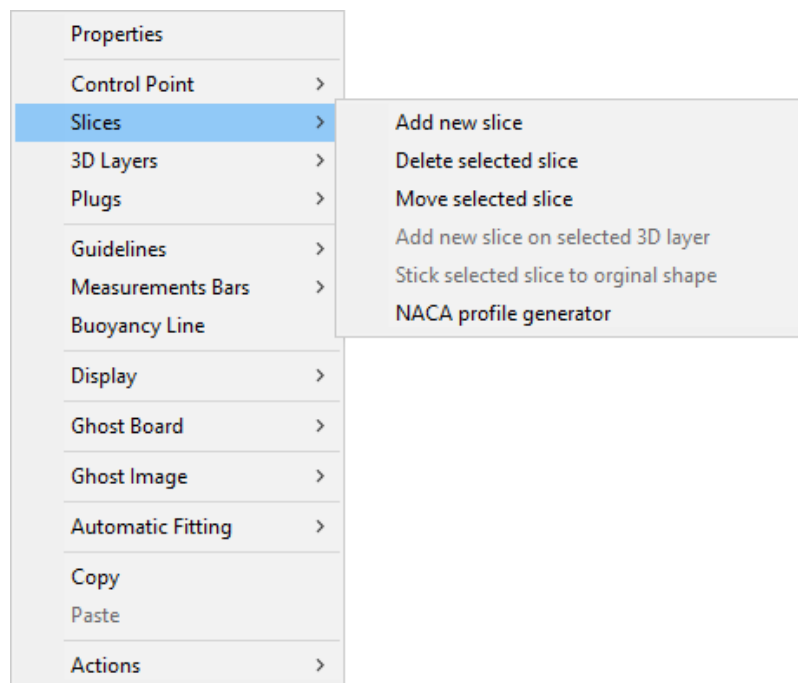 Properties
Control Point
Slices
3D Layers
Plugs
Guidelines
Measurements Bars
Buoyancy Line
Display
Ghost Board
Ghost Image
Automatic Fitting
Copy
Paste
Actions
Add new slice
Delete selected slice
Move selected slice
Add new slice on selected 3D layer
Stick selected slice to orginal shape
NACA profile generator